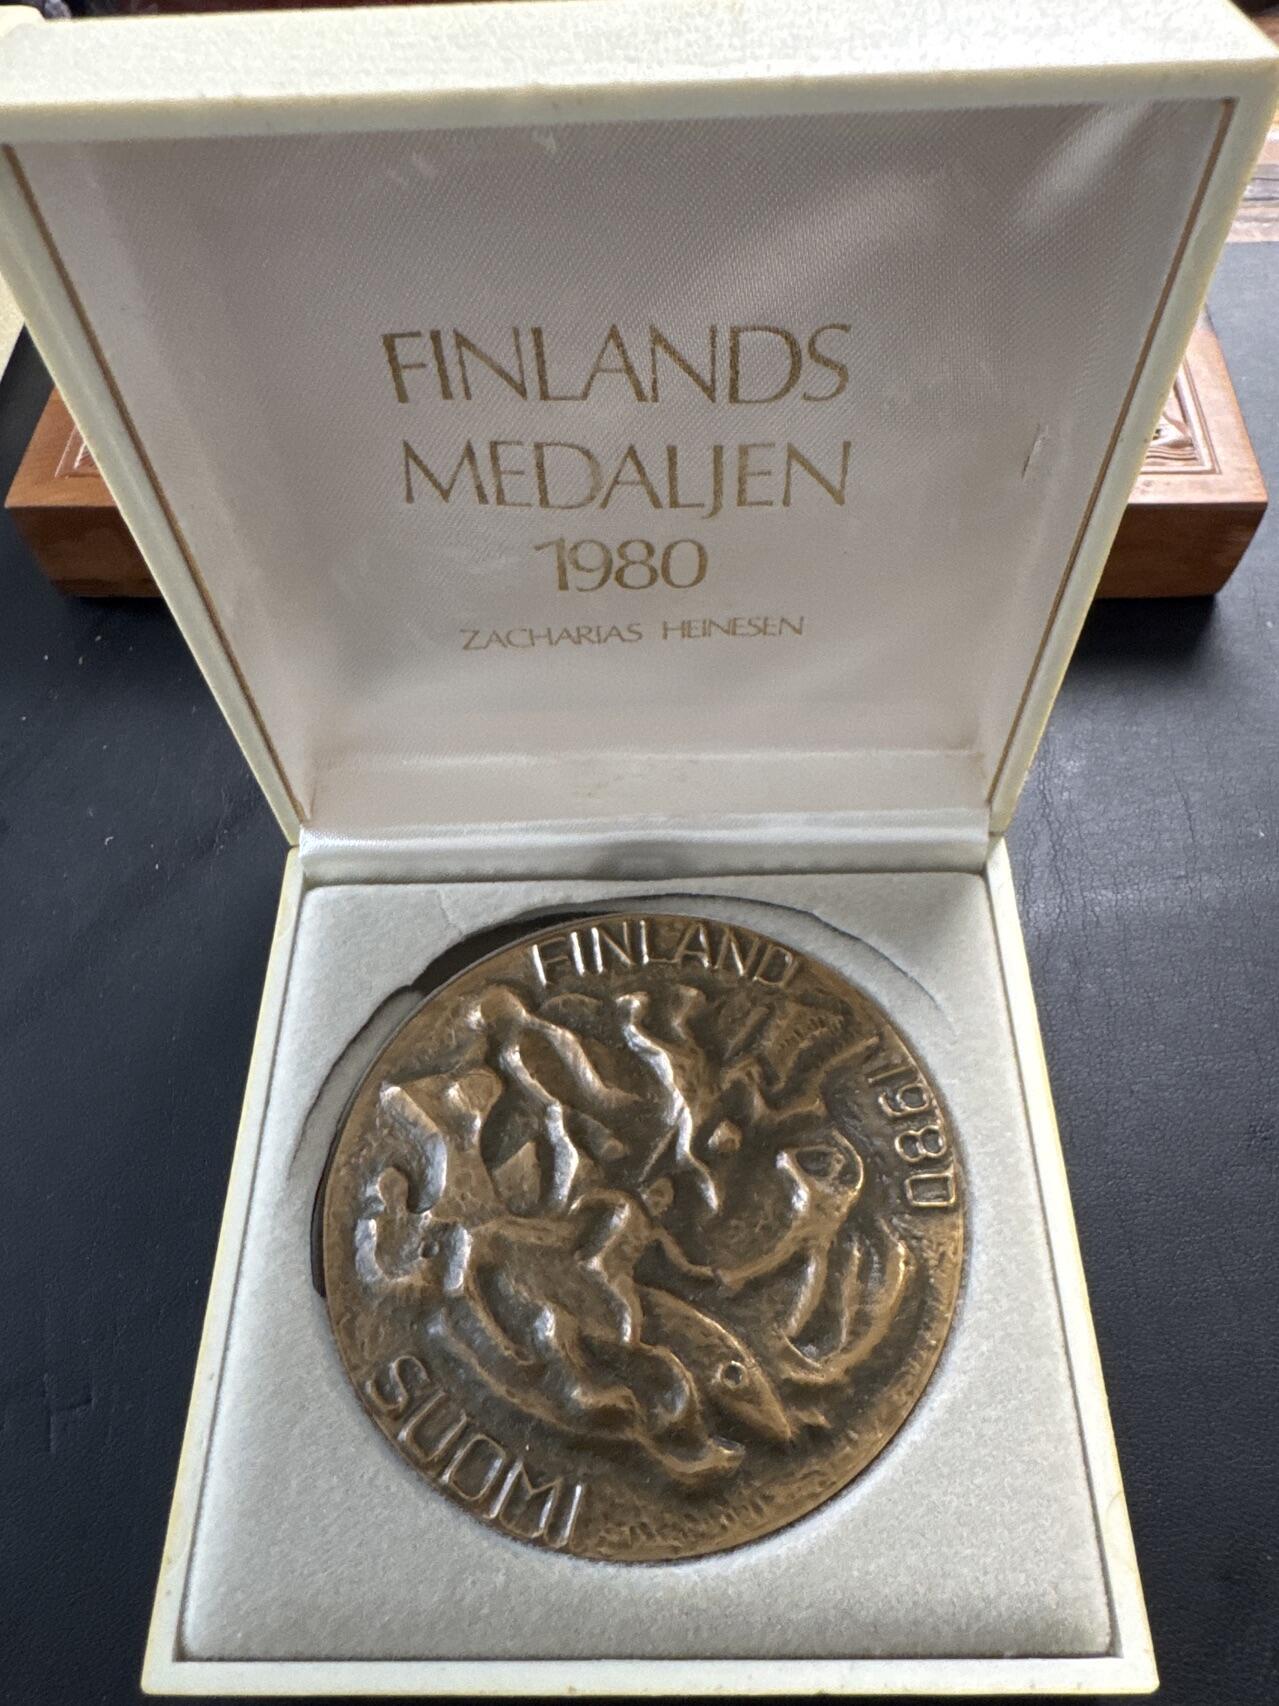 FINLANDS
MEDALJEN
1980
ZACHARIAS HEINESEN
FINLAND
1980
SUOMI